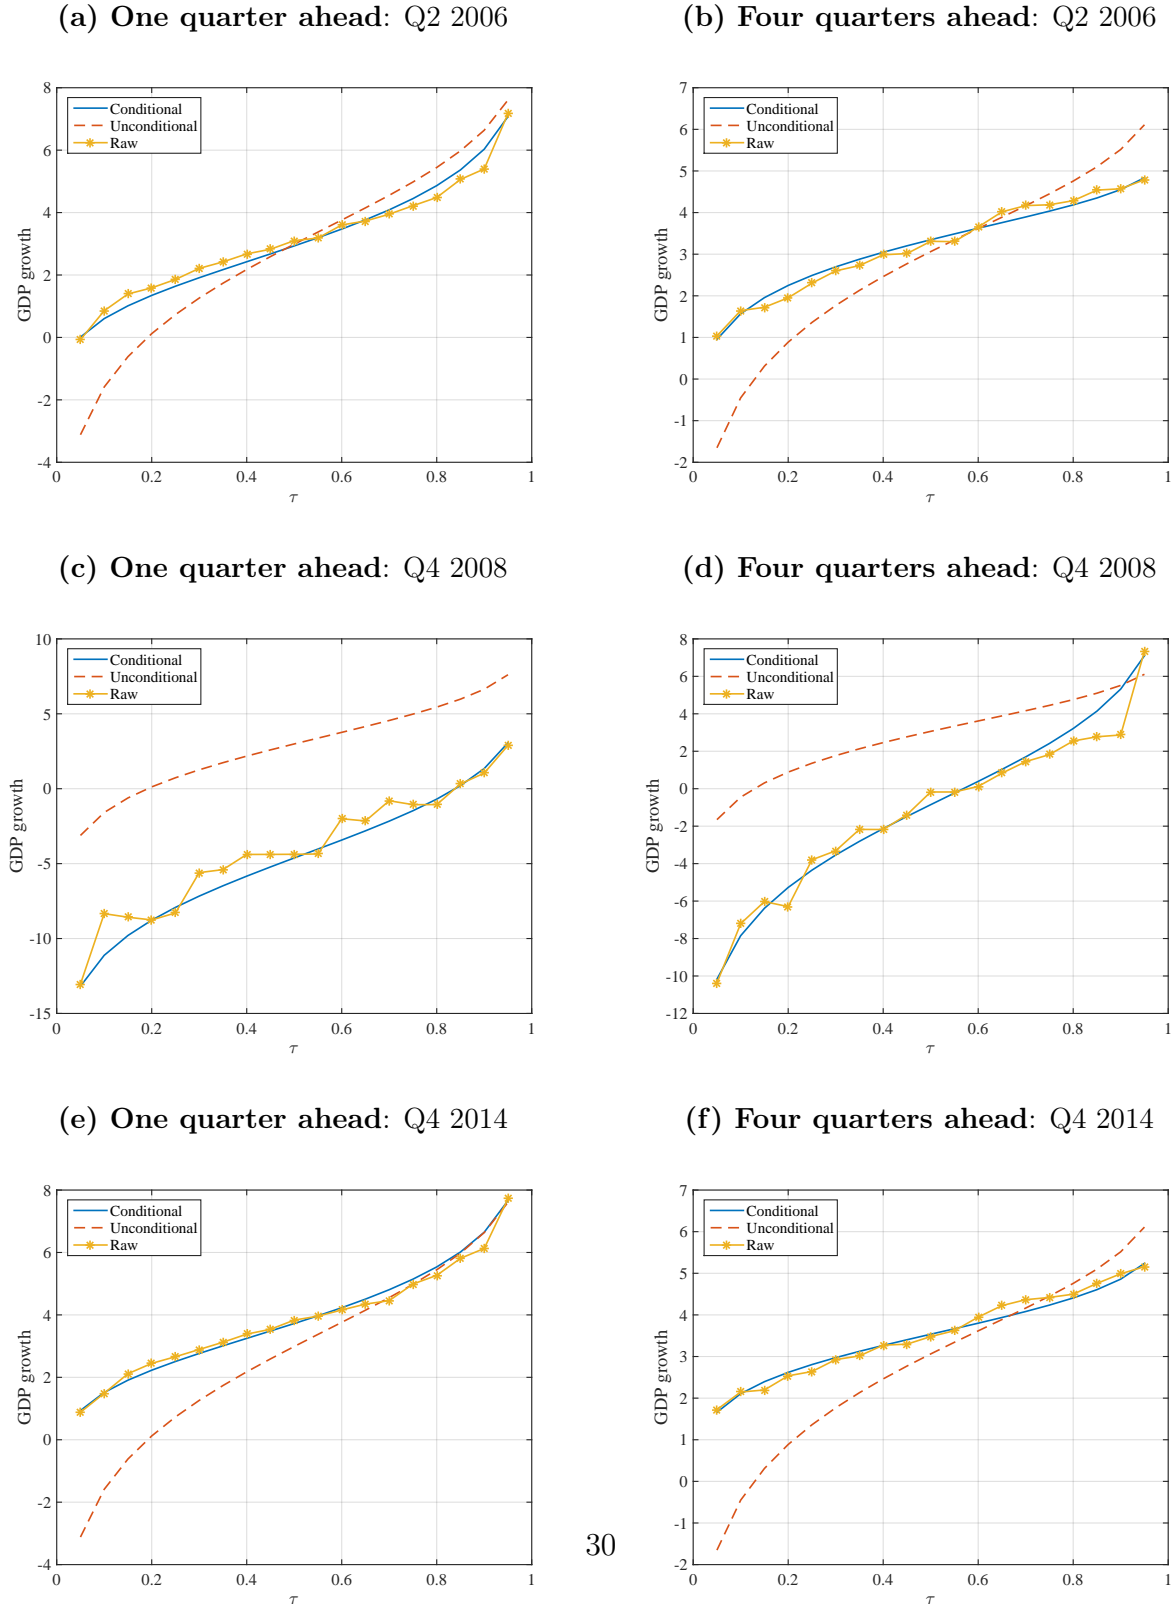 (a) One quarter ahead: Q2 2006
8
6
4
2
0
-2
-4
0
0.2
0.4
0.6
0.8
1
GDP growth
τ
Conditional
Unconditional
Raw
(b) Four quarters ahead: Q2 2006
7
6
5
4
3
2
1
0
-1
-2
0
0.2
0.4
0.6
0.8
1
GDP growth
τ
Conditional
Unconditional
Raw
(c) One quarter ahead: Q4 2008
10
5
0
-5
-10
-15
0
0.2
0.4
0.6
0.8
1
GDP growth
τ
Conditional
Unconditional
Raw
(d) Four quarters ahead: Q4 2008
8
6
4
2
0
-2
-4
-6
-8
-10
-12
0
0.2
0.4
0.6
0.8
1
GDP growth
τ
Conditional
Unconditional
Raw
(e) One quarter ahead: Q4 2014
8
6
4
2
0
-2
-4
0
0.2
0.4
0.6
0.8
1
GDP growth
τ
Conditional
Unconditional
Raw
(f) Four quarters ahead: Q4 2014
7
6
5
4
3
2
1
0
-1
-2
0
0.2
0.4
0.6
0.8
1
GDP growth
τ
Conditional
Unconditional
Raw
30